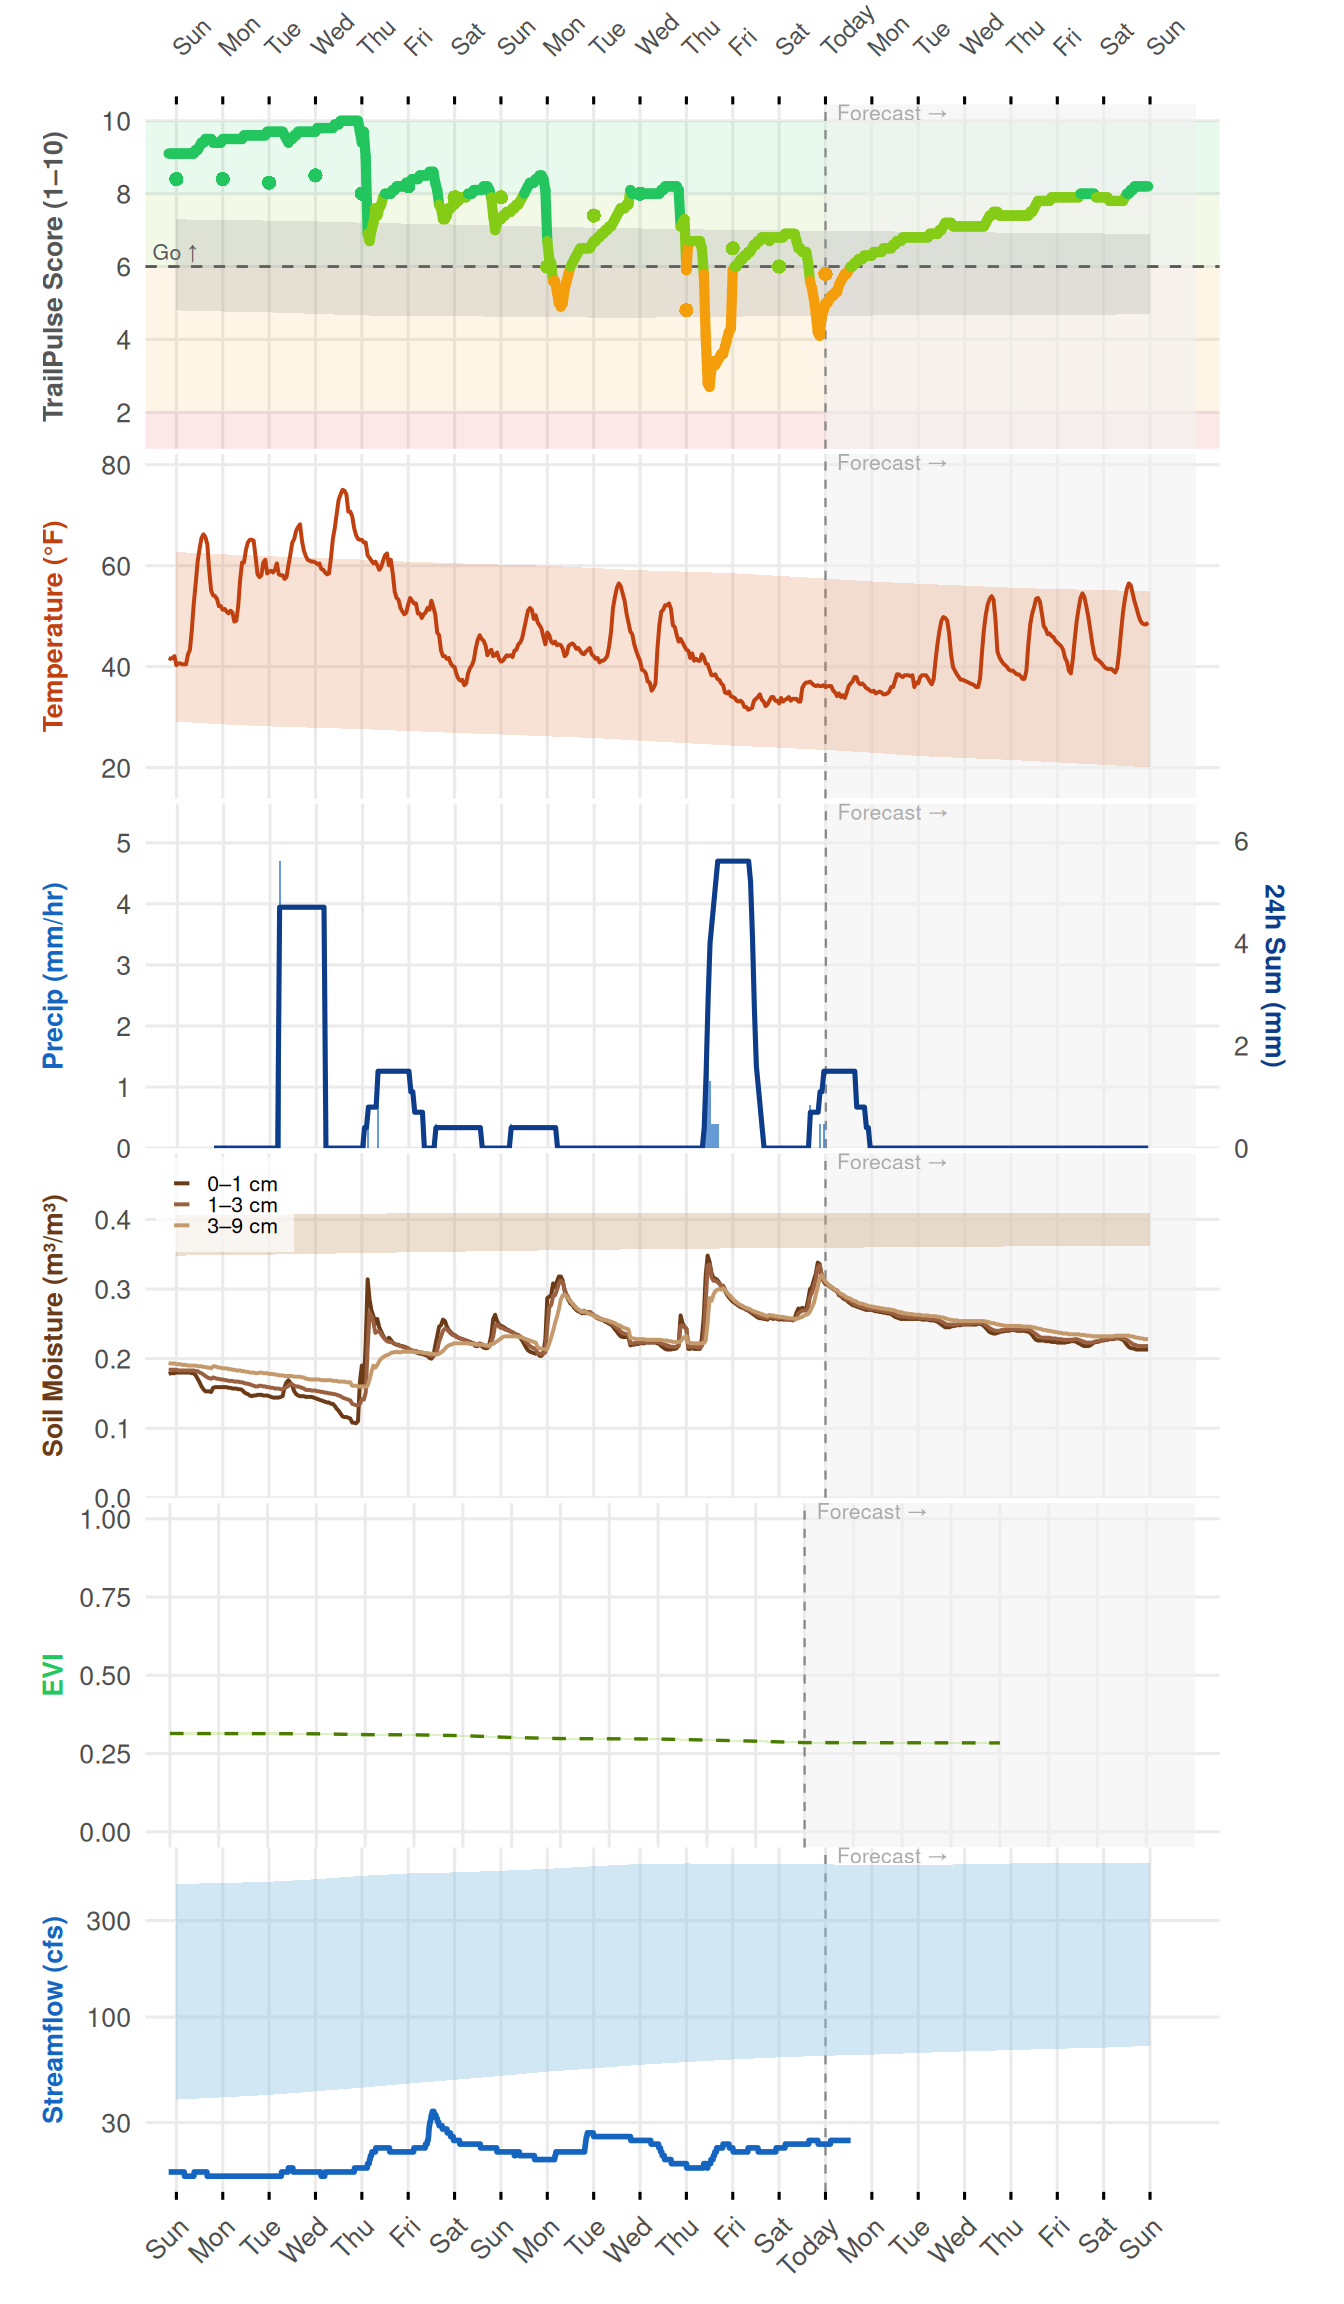 Sun Mon Tue Wed Thu Fri Sat Sun Mon Tue Wed Thu Fri Sat Today Mon Tue Wed Thu Fri Sat Sun
TrailPulse Score (1–10)
Forecast →
10
8
Go ↑
6
4
2
Temperature (°F)
Forecast →
80
60
40
20
Precip (mm/hr)
24h Sum (mm)
Forecast →
5
4
3
2
1
0
6
4
2
0
Soil Moisture (m³/m³)
Forecast →
0–1 cm
1–3 cm
3–9 cm
0.4
0.3
0.2
0.1
0.0
EVI
Forecast →
1.00
0.75
0.50
0.25
0.00
Streamflow (cfs)
Forecast →
300
100
30
Sun Mon Tue Wed Thu Fri Sat Sun Mon Tue Wed Thu Fri Sat Today Mon Tue Wed Thu Fri Sat Sun